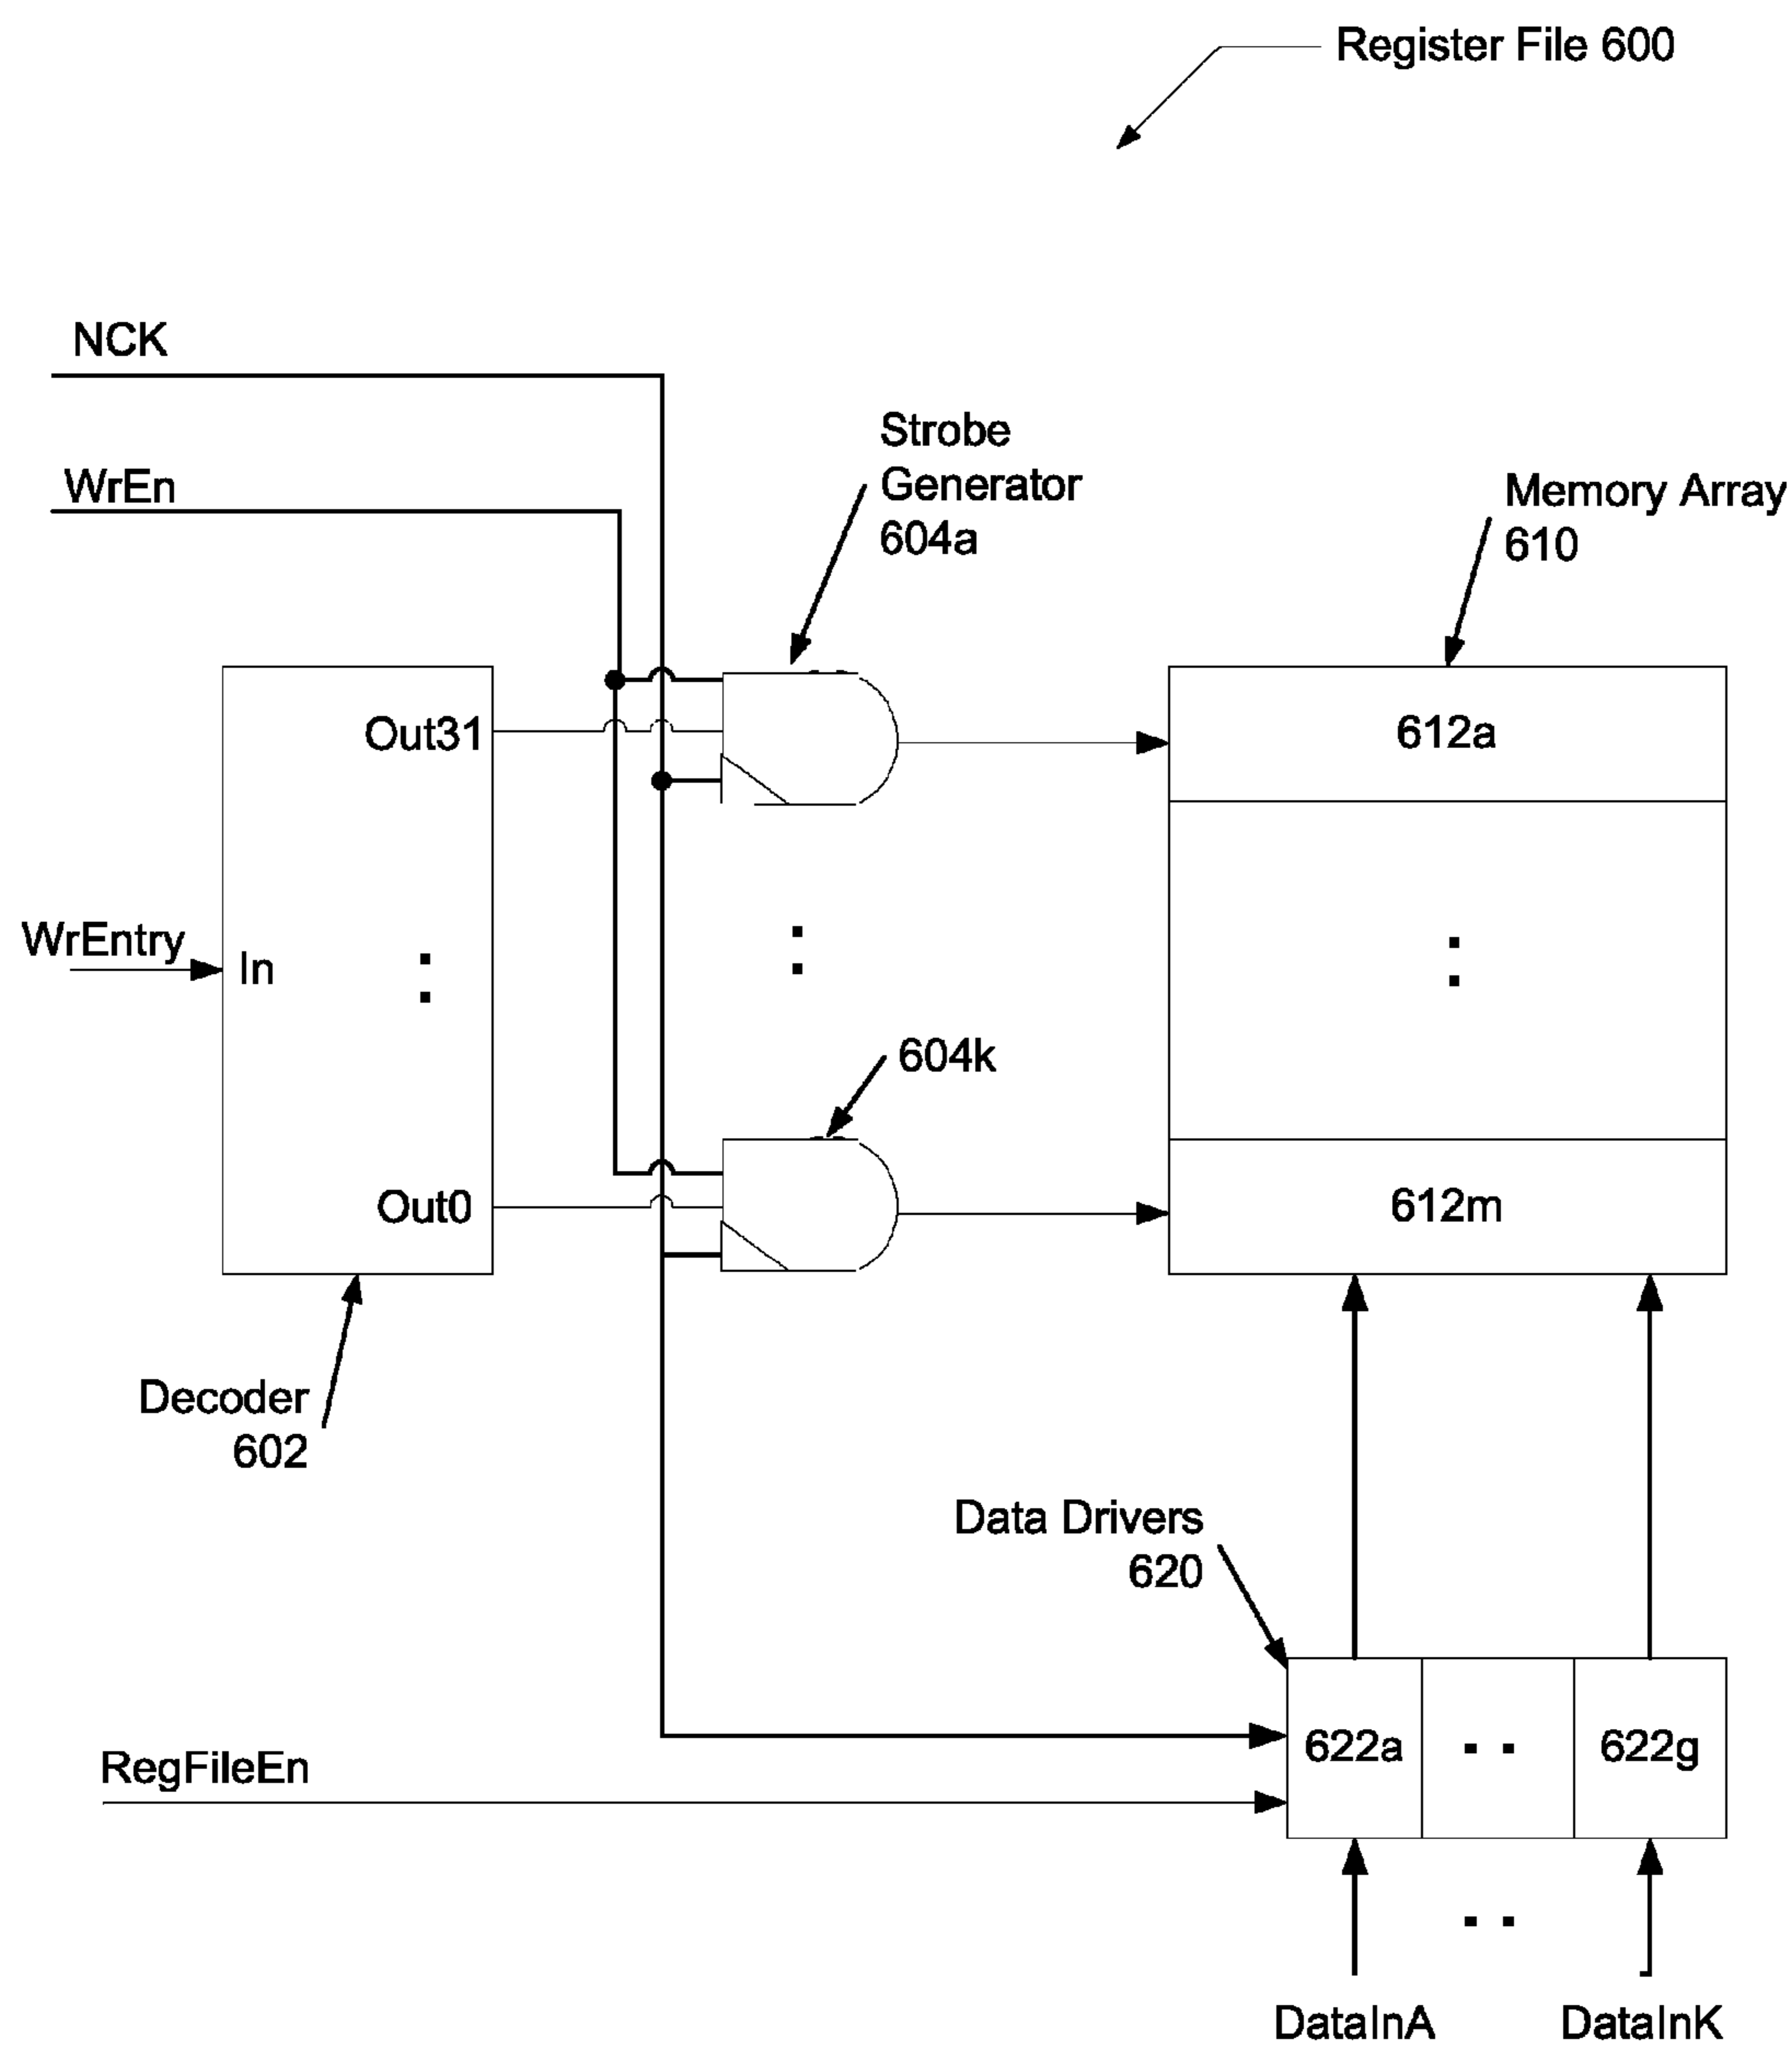 Register File 600
NCK
Strobe
Generator
604a
WrEn
Memory Array
610
Out31
612a
WrEntry
In
604k
Out0
612m
Decoder
602
Data Drivers
620
RegFileEn
622a
622g
DataInA
DataInK